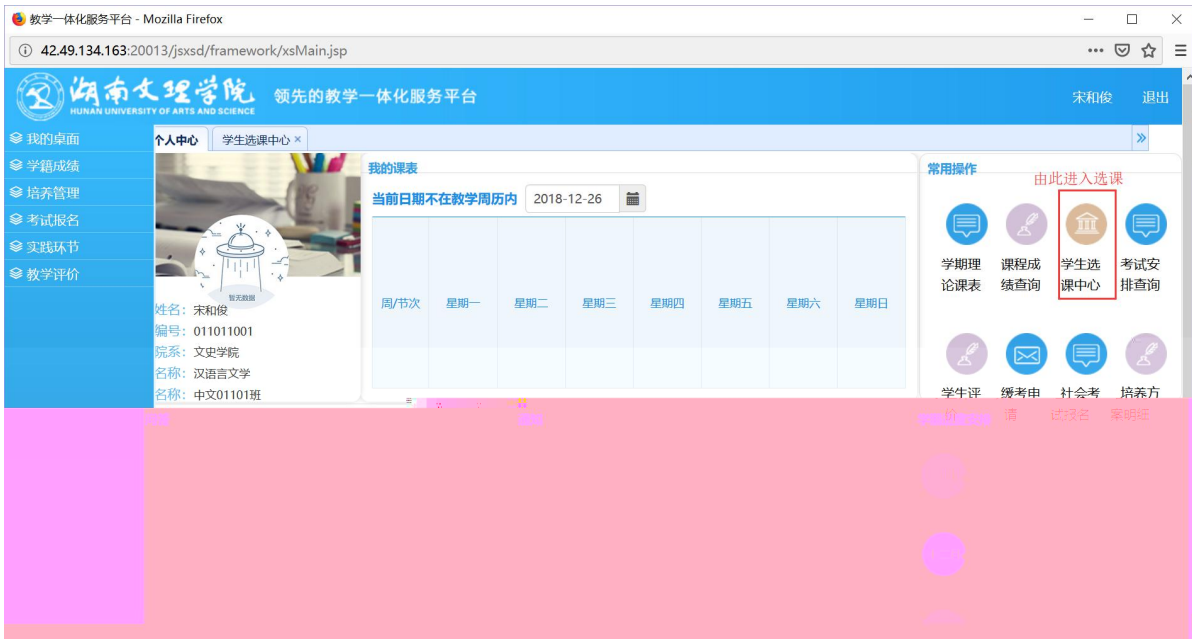 教学一体化服务平台 - Mozilla Firefox
42.49.134.163:20013/jsxsd/framework/xsMain.jsp
湖南文理学院
HUNAN UNIVERSITY OF ARTS AND SCIENCE
领先的教学一体化服务平台
宋和俊 退出
我的桌面
学籍成绩
培养管理
考试报名
实践环节
教学评价
个人中心 学生选课中心 ×
暂无数据
姓名：宋和俊
编号：011011001
院系：文史学院
名称：汉语言文学
名称：中文01101班
我的课表
当前日期不在教学周历内 2018-12-26
周/节次 星期一 星期二 星期三 星期四 星期五 星期六 星期日
常用操作
由此进入选课
学期理
论课表
课程成
绩查询
学生选
课中心
考试安
排查询
学生评
价
缓考申
请
社会考
试报名
培养方
案明细